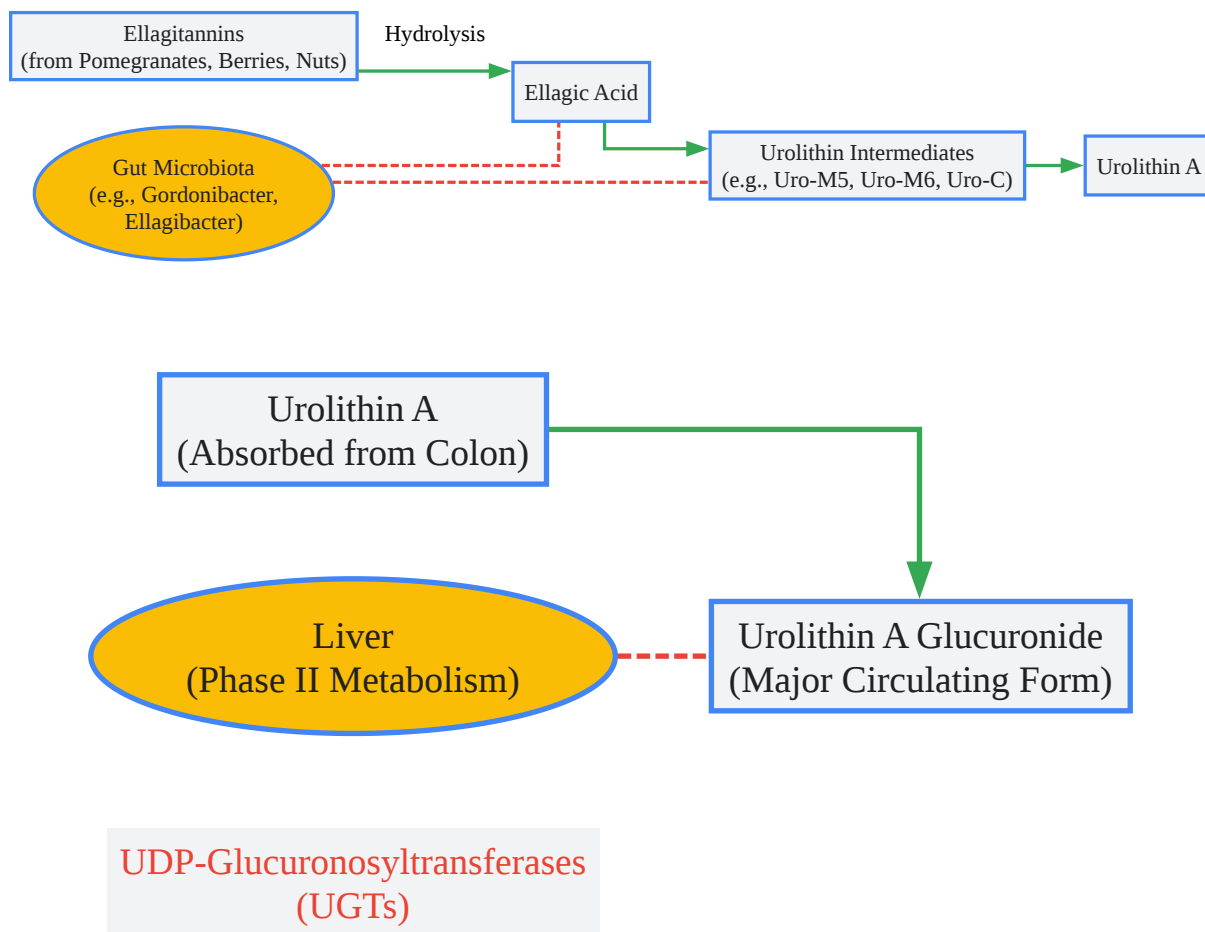 Ellagitannins
(from Pomegranates, Berries, Nuts)
Hydrolysis
Ellagic Acid
Gut Microbiota
(e.g., Gordonibacter,
Ellagibacter)
Urolithin Intermediates
(e.g., Uro-M5, Uro-M6, Uro-C)
Urolithin A
Urolithin A
(Absorbed from Colon)
Liver
(Phase II Metabolism)
Urolithin A Glucuronide
(Major Circulating Form)
UDP-Glucuronosyltransferases
(UGTs)